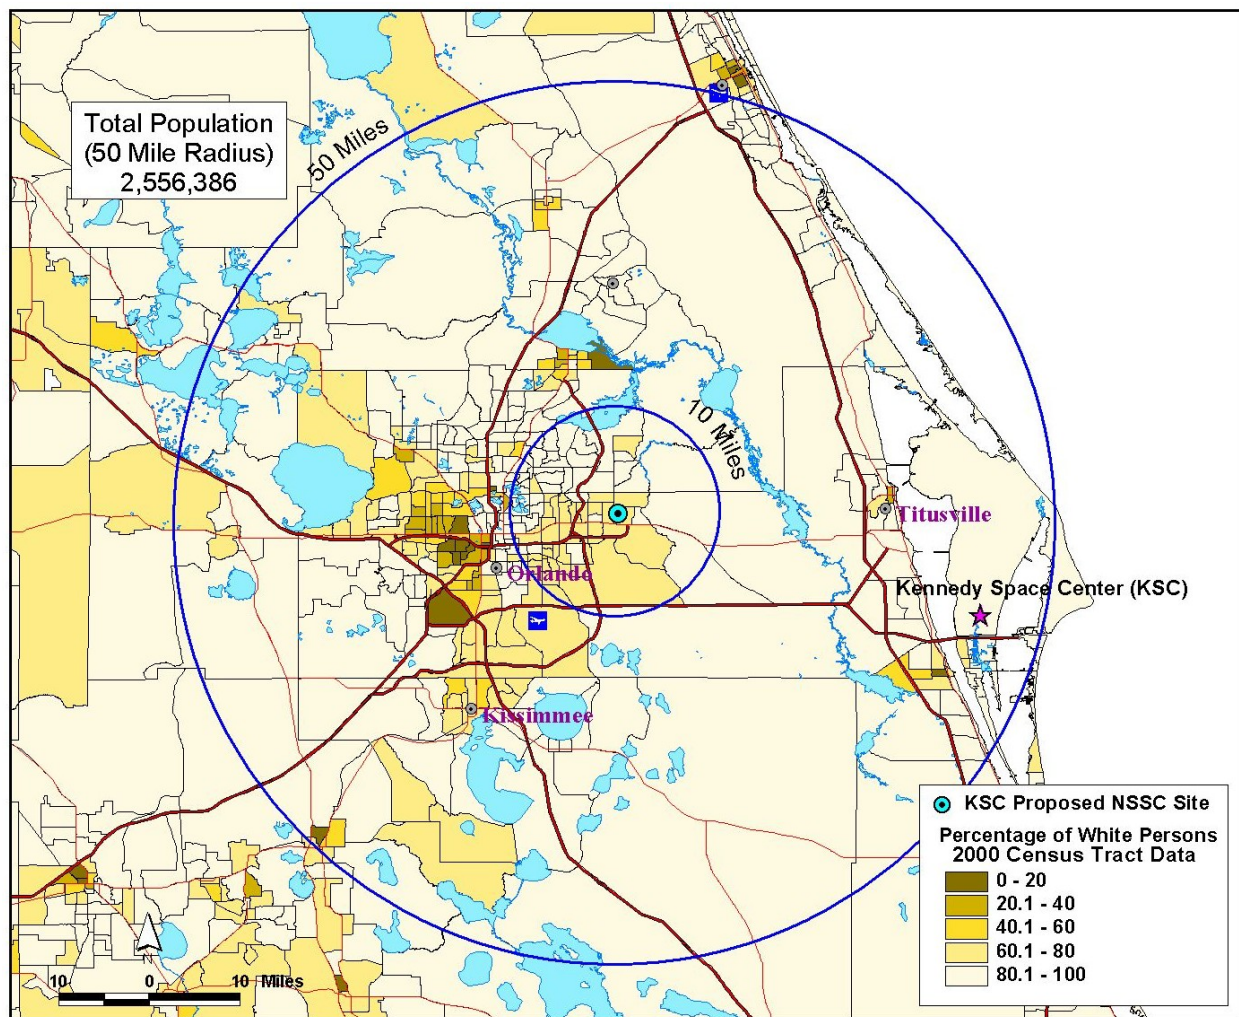 Total Population
(50 Mile Radius)
2,556,386
50 Miles
10 Miles
Titusville
Kennedy Space Center (KSC)
Orlando
Kissimmee
KSC Proposed NSSC Site
Percentage of White Persons
2000 Census Tract Data
0 - 20
20.1 - 40
40.1 - 60
60.1 - 80
80.1 - 100
N
10 0 10 Miles